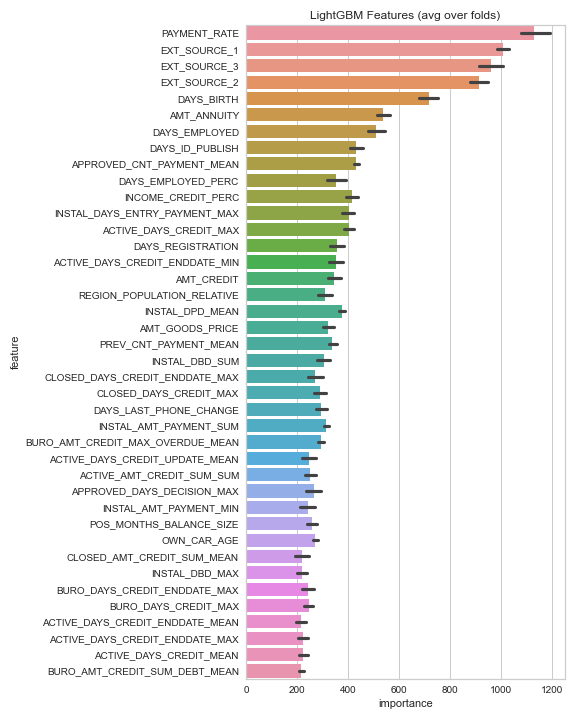 LightGBM Features (avg over folds)
PAYMENT_RATE
EXT_SOURCE_1
EXT_SOURCE_3
EXT_SOURCE_2
DAYS_BIRTH
AMT_ANNUITY
DAYS_EMPLOYED
DAYS_ID_PUBLISH
APPROVED_CNT_PAYMENT_MEAN
DAYS_EMPLOYED_PERC
INCOME_CREDIT_PERC
INSTAL_DAYS_ENTRY_PAYMENT_MAX
ACTIVE_DAYS_CREDIT_MAX
DAYS_REGISTRATION
ACTIVE_DAYS_CREDIT_ENDDATE_MIN
AMT_CREDIT
REGION_POPULATION_RELATIVE
INSTAL_DPD_MEAN
AMT_GOODS_PRICE
PREV_CNT_PAYMENT_MEAN
INSTAL_DBD_SUM
CLOSED_DAYS_CREDIT_ENDDATE_MAX
CLOSED_DAYS_CREDIT_MAX
DAYS_LAST_PHONE_CHANGE
INSTAL_AMT_PAYMENT_SUM
BURO_AMT_CREDIT_MAX_OVERDUE_MEAN
ACTIVE_DAYS_CREDIT_UPDATE_MEAN
ACTIVE_AMT_CREDIT_SUM_SUM
APPROVED_DAYS_DECISION_MAX
INSTAL_AMT_PAYMENT_MIN
POS_MONTHS_BALANCE_SIZE
OWN_CAR_AGE
CLOSED_AMT_CREDIT_SUM_MEAN
INSTAL_DBD_MAX
BURO_DAYS_CREDIT_ENDDATE_MAX
BURO_DAYS_CREDIT_MAX
ACTIVE_DAYS_CREDIT_ENDDATE_MEAN
ACTIVE_DAYS_CREDIT_ENDDATE_MAX
ACTIVE_DAYS_CREDIT_MEAN
BURO_AMT_CREDIT_SUM_DEBT_MEAN
feature
0 200 400 600 800 1000 1200
importance